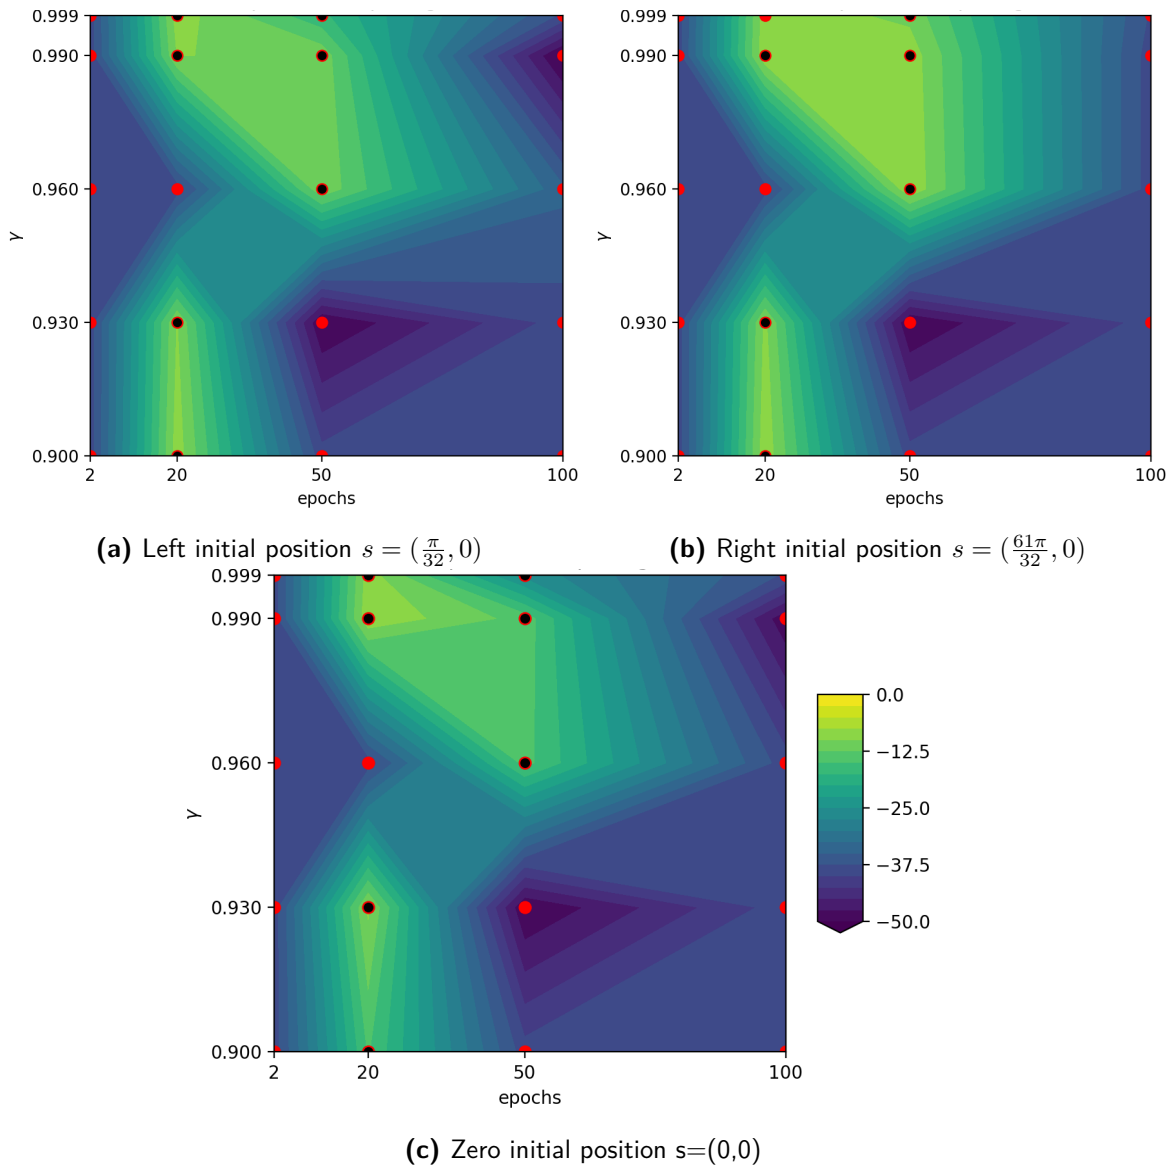 0.999
0.990
0.960
0.930
0.900
γ
2 20 50 100
epochs
(a) Left initial position s = (π/32, 0)
0.999
0.990
0.960
0.930
0.900
γ
2 20 50 100
epochs
(b) Right initial position s = (61π/32, 0)
0.999
0.990
0.960
0.930
0.900
γ
2 20 50 100
epochs
0.0
−12.5
−25.0
−37.5
−50.0
(c) Zero initial position s=(0,0)